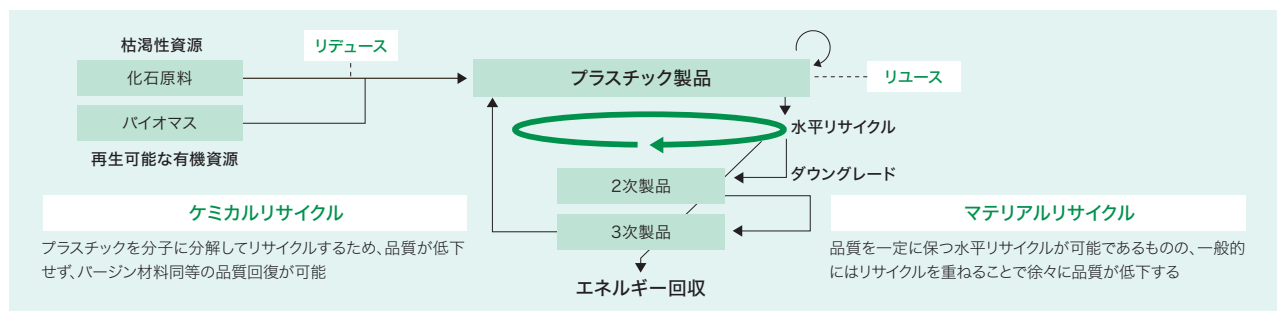 枯渇性資源
化石原料
バイオマス
再生可能な有機資源
リデュース
プラスチック製品
リユース
水平リサイクル
ダウングレード
2次製品
3次製品
エネルギー回収
ケミカルリサイクル
プラスチックを分子に分解してリサイクルするため、品質が低下
せず、バージン材料同等の品質回復が可能
マテリアルリサイクル
品質を一定に保つ水平リサイクルが可能であるものの、一般的
にはリサイクルを重ねることで徐々に品質が低下する